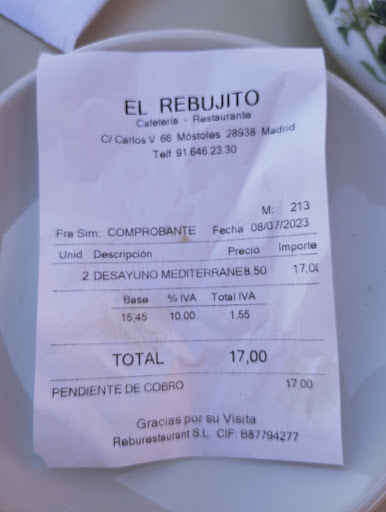 EL REBUJITO
Cafeteria - Restaurante
C/ Carlos V 66 Móstoles 28938 Madrid
Telf 91.646 23 30
M: 213
Fra Sim: COMPROBANTE Fecha 08/07/2023
Unid Descripción Precio Importe
2 DESAYUNO MEDITERRANE8,50 17,00
Base % IVA Total IVA
15,45 10,00 1,55
TOTAL 17,00
PENDIENTE DE COBRO 17,00
Gracias por su Visita
Reburestaurant S.L. CIF: B87794277